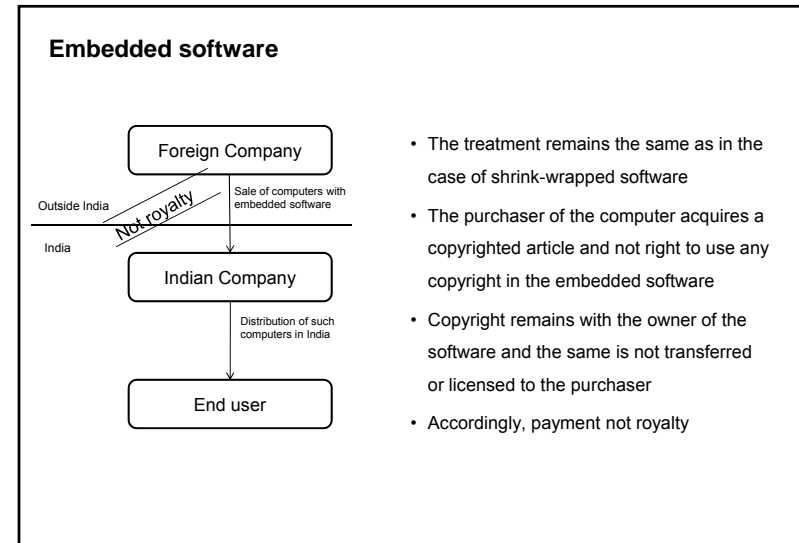 Embedded software
Foreign Company
Outside India
Not royalty
Sale of computers with
embedded software
India
Indian Company
Distribution of such
computers in India
End user
• The treatment remains the same as in the
case of shrink-wrapped software
• The purchaser of the computer acquires a
copyrighted article and not right to use any
copyright in the embedded software
• Copyright remains with the owner of the
software and the same is not transferred
or licensed to the purchaser
• Accordingly, payment not royalty